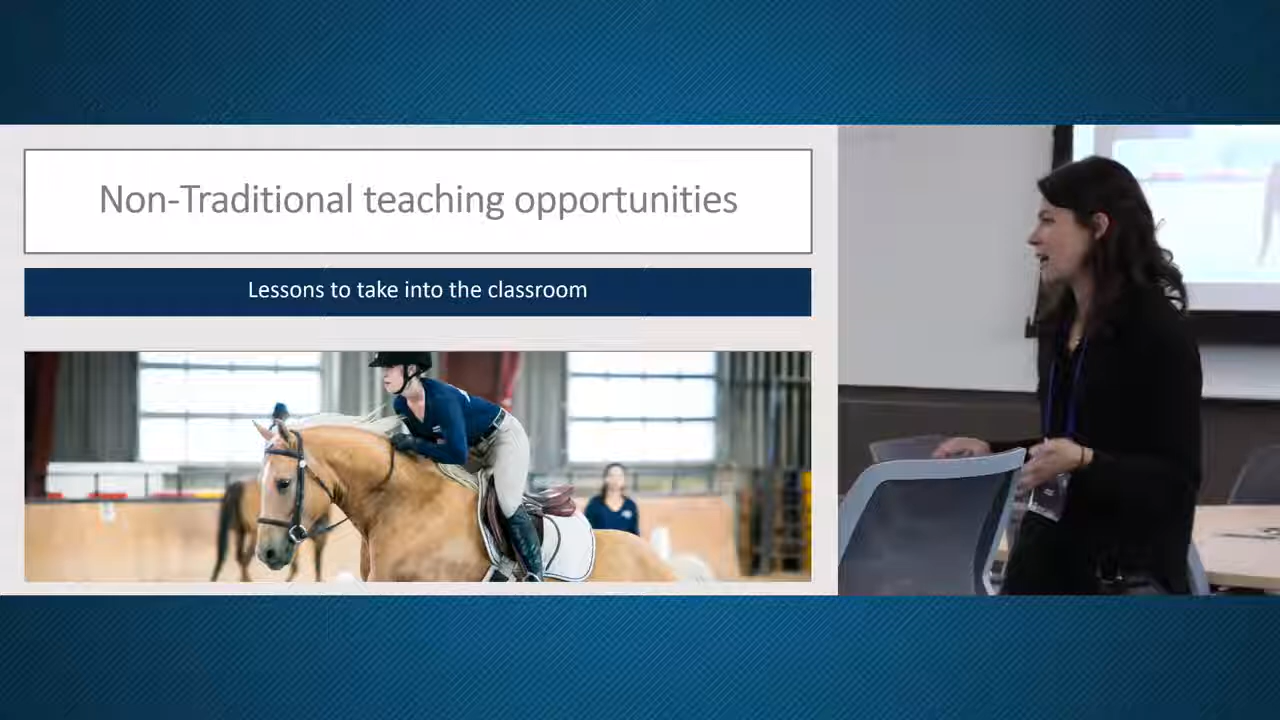 Non-Traditional teaching opportunities
Lessons to take into the classroom